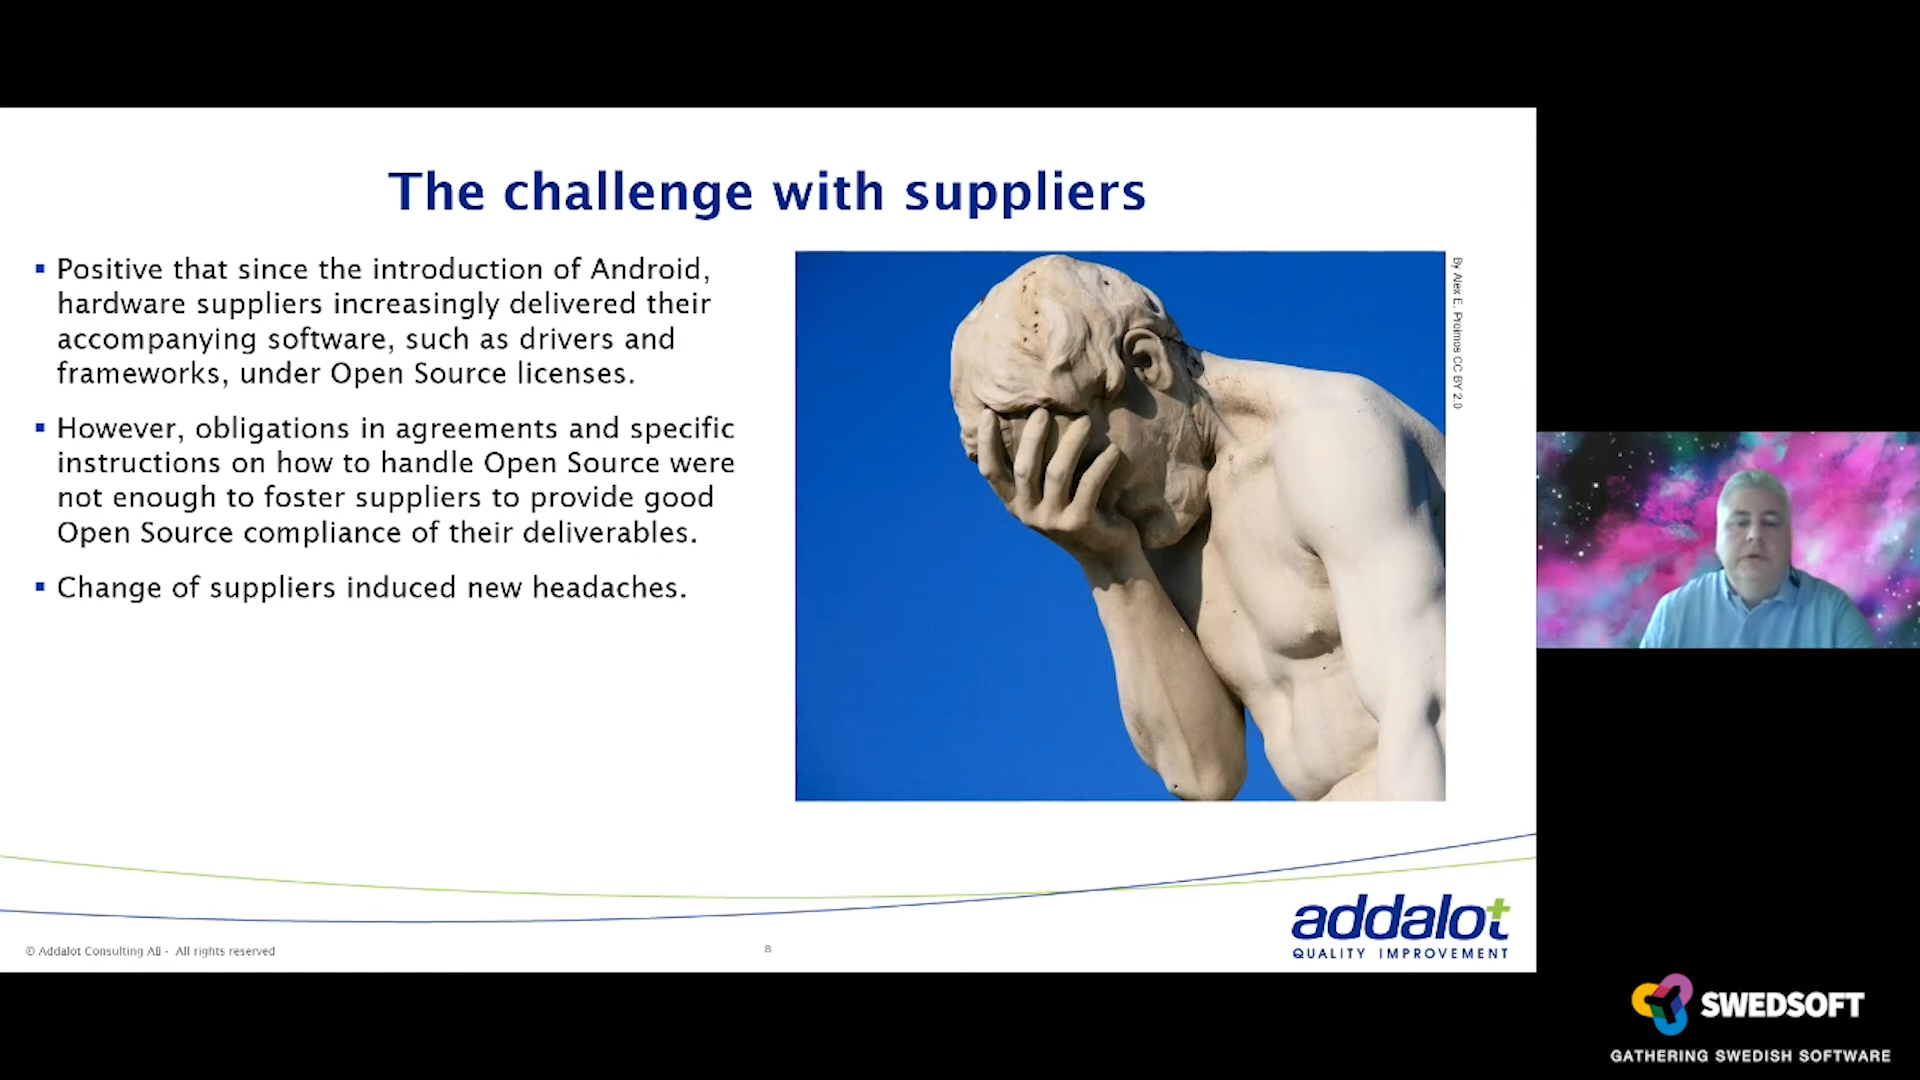 The challenge with suppliers
▪ Positive that since the introduction of Android,
hardware suppliers increasingly delivered their
accompanying software, such as drivers and
frameworks, under Open Source licenses.
▪ However, obligations in agreements and specific
instructions on how to handle Open Source were
not enough to foster suppliers to provide good
Open Source compliance of their deliverables.
▪ Change of suppliers induced new headaches.
By Alex E. Proimos CC BY 2.0
© Addalot Consulting AB - All rights reserved
8
addalot
QUALITY IMPROVEMENT
SWEDSOFT
GATHERING SWEDISH SOFTWARE